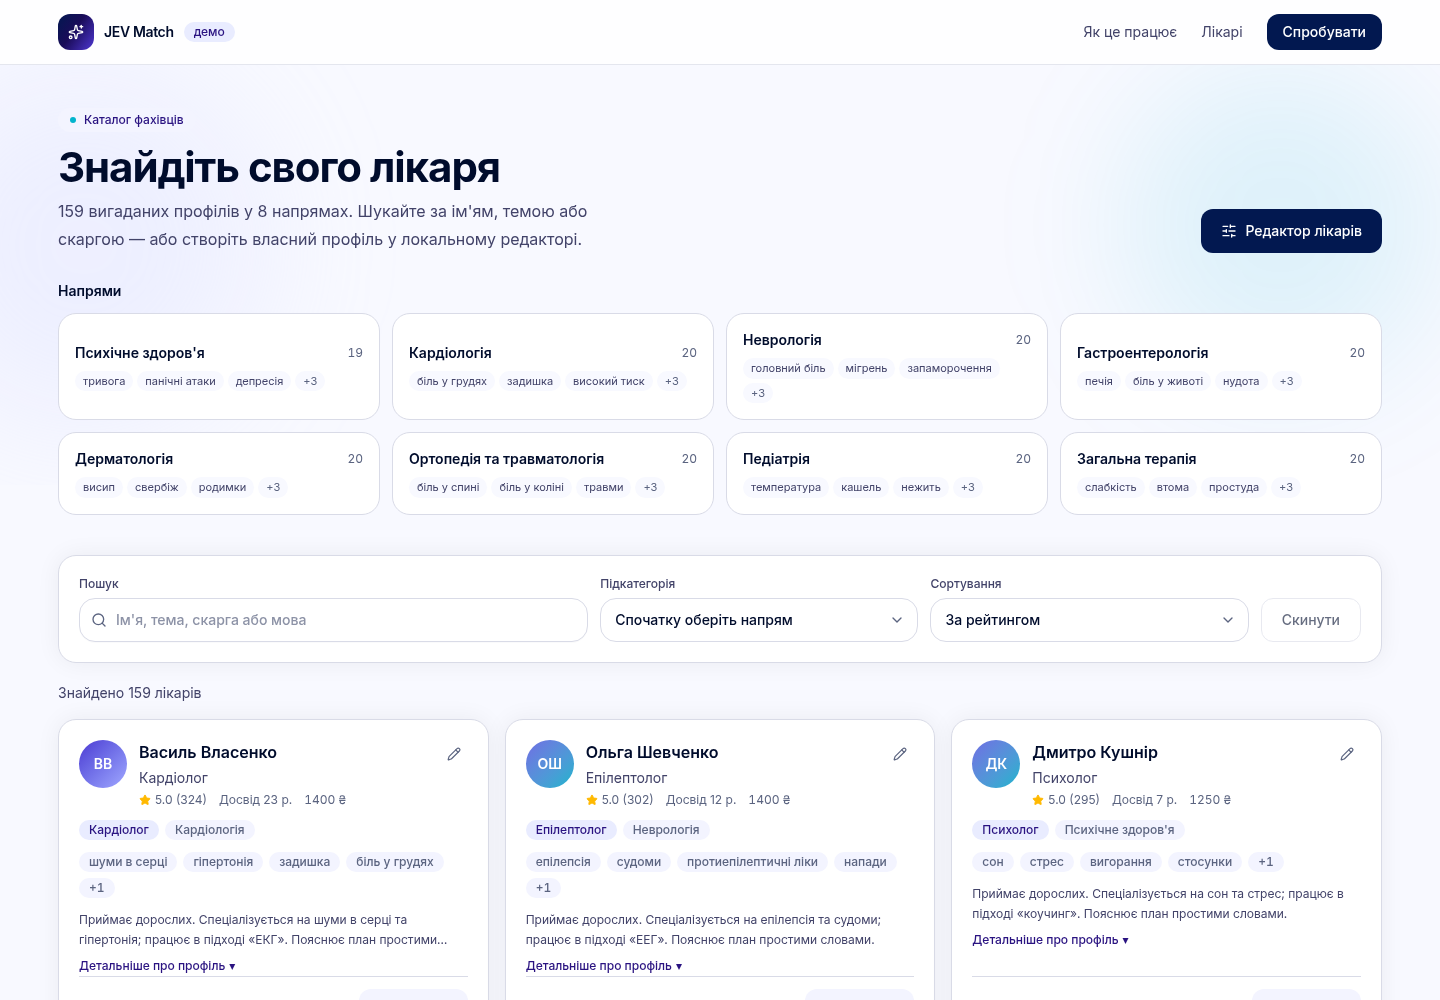 JEV Match демо Як це працює Лікарі Спробувати
Каталог фахівців
Знайдіть свого лікаря
159 вигаданих профілів у 8 напрямах. Шукайте за ім'ям, темою або
скаргою — або створіть власний профіль у локальному редакторі.
Редактор лікарів
Напрями
Психічне здоров'я 19
тривога панічні атаки депресія +3
Кардіологія 20
біль у грудях задишка високий тиск +3
Неврологія 20
головний біль мігрень запаморочення
+3
Гастроентерологія 20
печія біль у животі нудота +3
Дерматологія 20
висип свербіж родимки +3
Ортопедія та травматологія 20
біль у спині біль у коліні травми +3
Педіатрія 20
температура кашель нежить +3
Загальна терапія 20
слабкість втома простуда +3
Пошук
Ім'я, тема, скарга або мова
Підкатегорія
Спочатку оберіть напрям
Сортування
За рейтингом
Скинути
Знайдено 159 лікарів
ВВ
Василь Власенко
Кардіолог
5.0 (324) Досвід 23 р. 1400 ₴
Кардіолог Кардіологія
шуми в серці гіпертонія задишка біль у грудях
+1
Приймає дорослих. Спеціалізується на шуми в серці та
гіпертонія; працює в підході «ЕКГ». Пояснює план простими…
Детальніше про профіль ▾
ОШ
Ольга Шевченко
Епілептолог
5.0 (302) Досвід 12 р. 1400 ₴
Епілептолог Неврологія
епілепсія судоми протиепілептичні ліки напади
+1
Приймає дорослих. Спеціалізується на епілепсія та судоми;
працює в підході «ЕЕГ». Пояснює план простими словами.
Детальніше про профіль ▾
ДК
Дмитро Кушнір
Психолог
5.0 (295) Досвід 7 р. 1250 ₴
Психолог Психічне здоров'я
сон стрес вигорання стосунки +1
Приймає дорослих. Спеціалізується на сон та стрес; працює в
підході «коучинг». Пояснює план простими словами.
Детальніше про профіль ▾